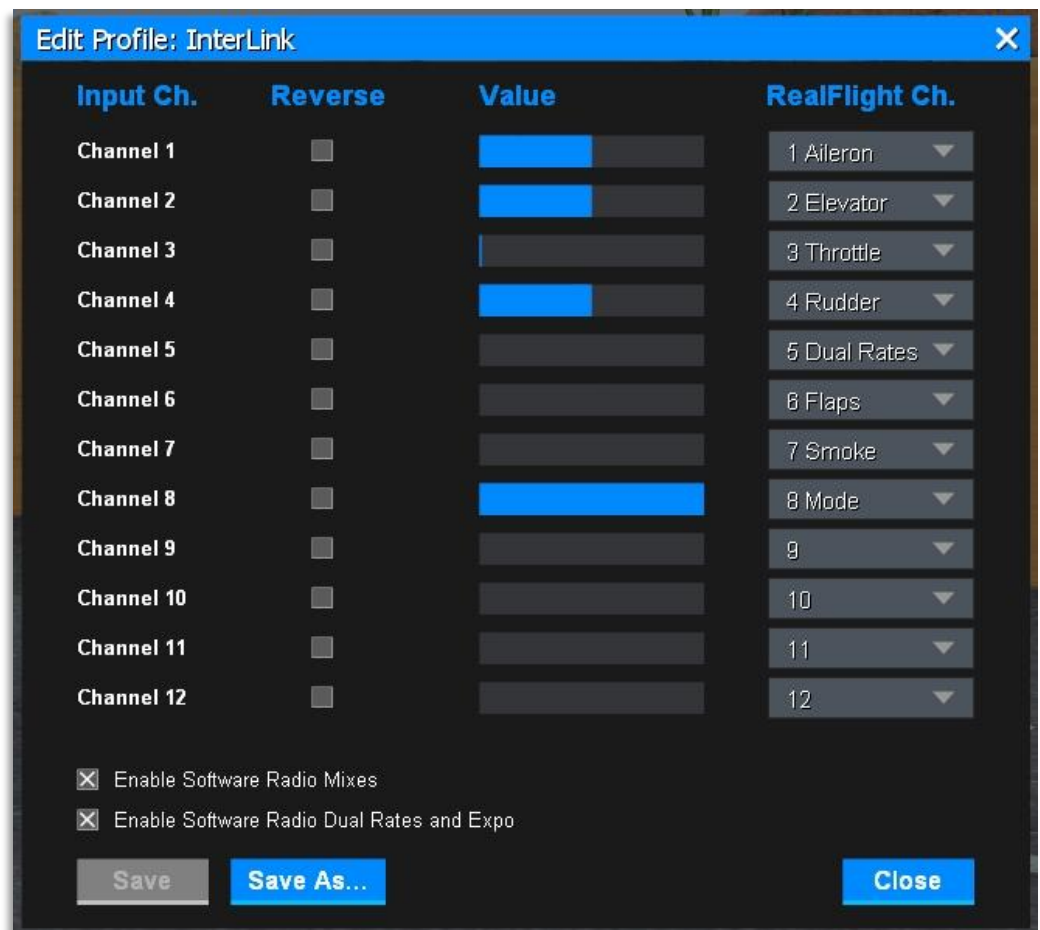 Edit Profile: InterLink
Input Ch. Reverse Value RealFlight Ch.
Channel 1 1 Aileron
Channel 2 2 Elevator
Channel 3 3 Throttle
Channel 4 4 Rudder
Channel 5 5 Dual Rates
Channel 6 6 Flaps
Channel 7 7 Smoke
Channel 8 8 Mode
Channel 9 9
Channel 10 10
Channel 11 11
Channel 12 12
Enable Software Radio Mixes
Enable Software Radio Dual Rates and Expo
Save Save As... Close